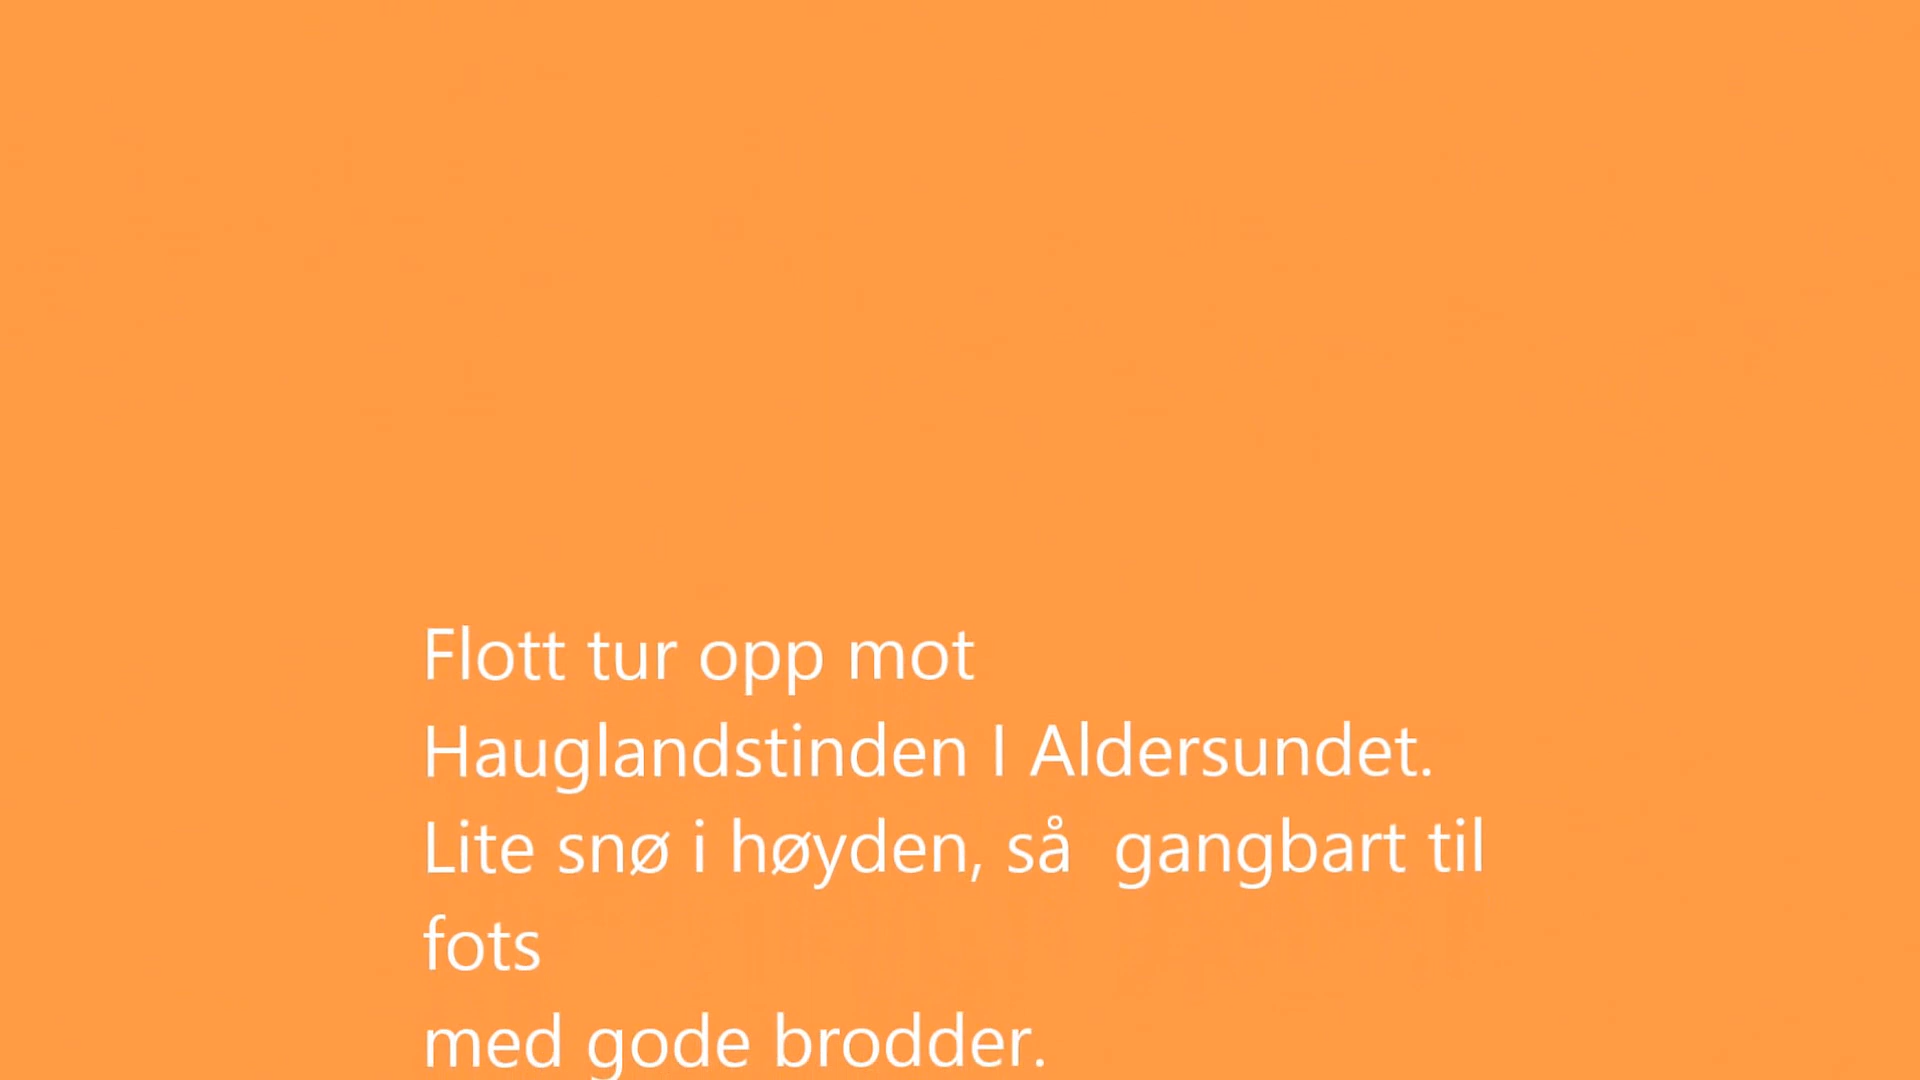 Flott tur opp mot
Hauglandstinden I Aldersundet.
Lite snø i høyden, så  gangbart til
fots
med gode brodder.